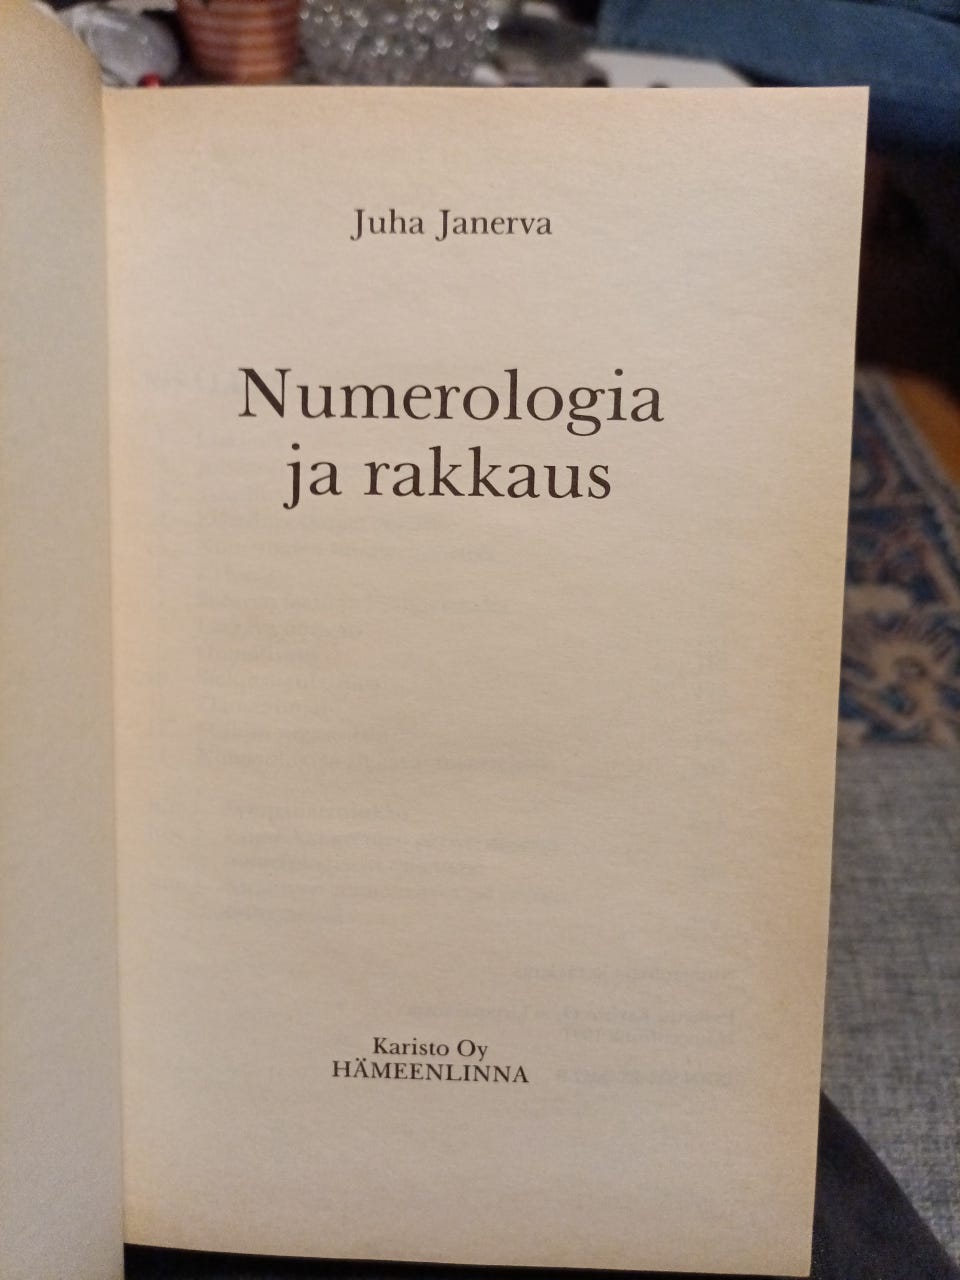 Juha Janerva
Numerologia
ja rakkaus
Karisto Oy
HÄMEENLINNA